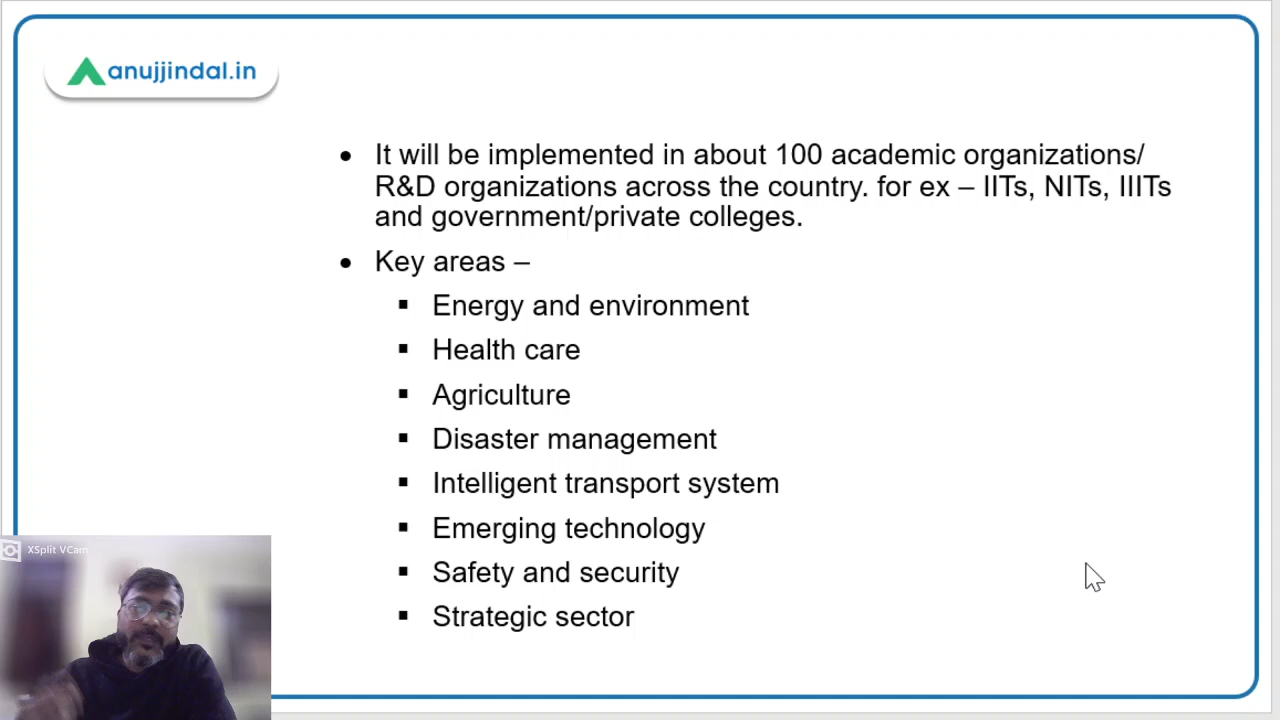 anujjindal.in
• It will be implemented in about 100 academic organizations/
R&D organizations across the country. for ex – IITs, NITs, IIITs
and government/private colleges.
• Key areas –
▪ Energy and environment
▪ Health care
▪ Agriculture
▪ Disaster management
▪ Intelligent transport system
▪ Emerging technology
▪ Safety and security
▪ Strategic sector
XSplit VCam